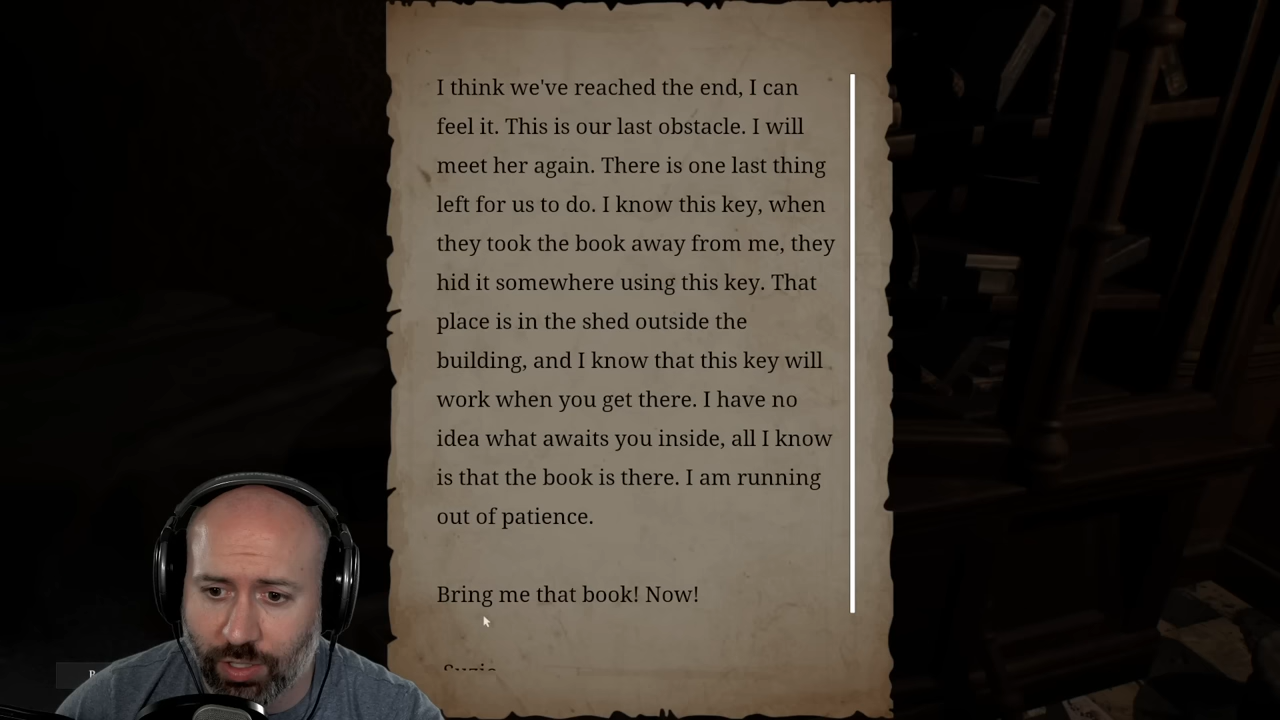 I think we've reached the end, I can
feel it. This is our last obstacle. I will
meet her again. There is one last thing
left for us to do. I know this key, when
they took the book away from me, they
hid it somewhere using this key. That
place is in the shed outside the
building, and I know that this key will
work when you get there. I have no
idea what awaits you inside, all I know
is that the book is there. I am running
out of patience.
Bring me that book! Now!